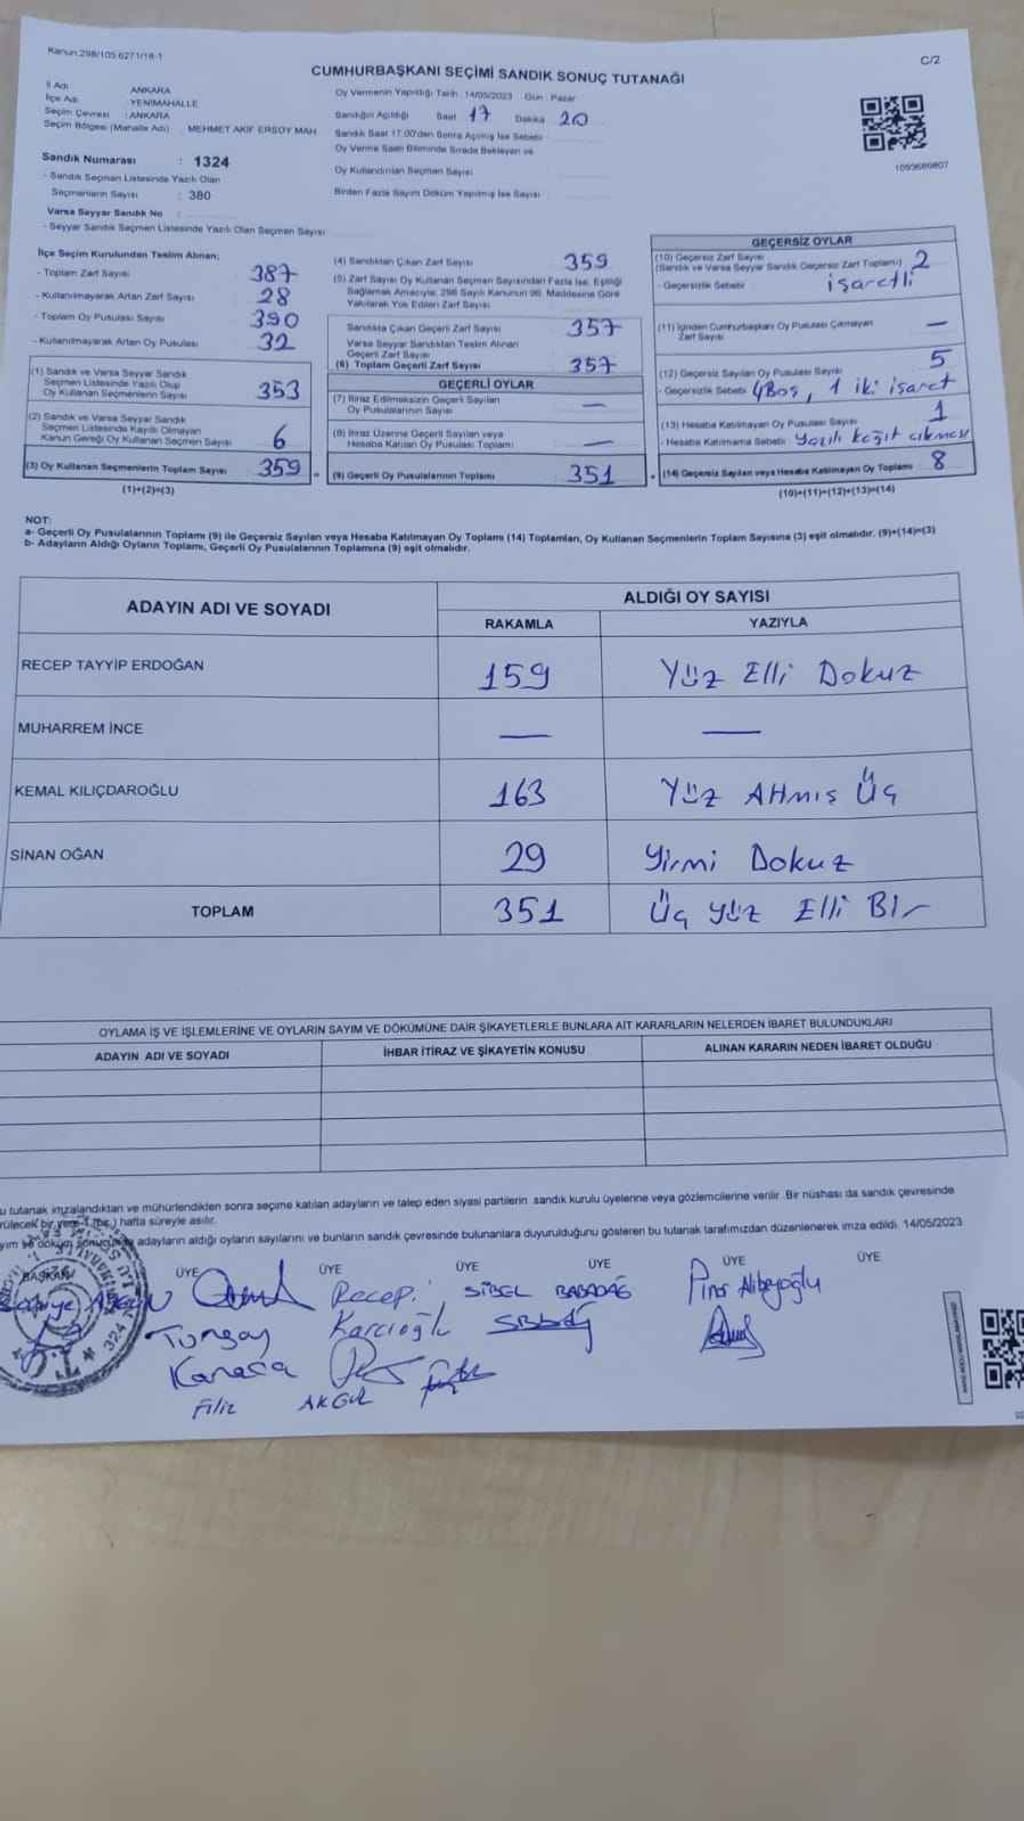 Kanun:298/105 6271/18-1
C/2
CUMHURBAŞKANI SEÇİMİ SANDIK SONUÇ TUTANAĞI
İl Adı : ANKARA
İlçe Adı : YENİMAHALLE
Seçim Çevresi : ANKARA
Seçim Bölgesi (Mahalle Adı) : MEHMET AKİF ERSOY MAH
Sandık Numarası : 1324
- Sandık Seçmen Listesinde Yazılı Olan
Seçmenlerin Sayısı : 380
Varsa Seyyar Sandık No :
- Seyyar Sandık Seçmen Listesinde Yazılı Olan Seçmen Sayısı
Oy Vermenin Yapıldığı Tarih: 14/05/2023 Gün: Pazar
Sandığın Açıldığı Saat 17 Dakika 20
Sandık Saat 17.00'den Sonra Açılmış İse Sebebi
Oy Verme Saati Bitiminde Sırada Bekleyen ve
Oy Kullandırılan Seçmen Sayısı
Birden Fazla Sayım Döküm Yapılmış İse Sayısı
1093689807
İlçe Seçim Kurulundan Teslim Alınan;
- Toplam Zarf Sayısı 387
- Kullanılmayarak Artan Zarf Sayısı 28
- Toplam Oy Pusulası Sayısı 390
- Kullanılmayarak Artan Oy Pusulası 32
(1) Sandık ve Varsa Seyyar Sandık
Seçmen Listesinde Yazılı Olup
Oy Kullanan Seçmenlerin Sayısı 353
(2) Sandık ve Varsa Seyyar Sandık
Seçmen Listesinde Kayıtlı Olmayan
Kanun Gereği Oy Kullanan Seçmen Sayısı 6
(3) Oy Kullanan Seçmenlerin Toplam Sayısı 359
(1)+(2)=(3)
(4) Sandıktan Çıkan Zarf Sayısı 359
(5) Zarf Sayısı Oy Kullanan Seçmen Sayısından Fazla İse, Eşitliği
Sağlamak Amacıyla, 298 Sayılı Kanunun 98. Maddesine Göre
Yakılarak Yok Edilen Zarf Sayısı
Sandıkta Çıkan Geçerli Zarf Sayısı 357
Varsa Seyyar Sandıktan Teslim Alınan
Geçerli Zarf Sayısı
(6) Toplam Geçerli Zarf Sayısı 357
GEÇERLİ OYLAR
(7) İtiraz Edilmeksizin Geçerli Sayılan
Oy Pusulalarının Sayısı —
(8) İtiraz Üzerine Geçerli Sayılan veya
Hesaba Katılan Oy Pusulası Toplamı —
(9) Geçerli Oy Pusulalarının Toplamı 351
GEÇERSİZ OYLAR
(10) Geçersiz Zarf Sayısı
(Sandık ve Varsa Seyyar Sandık Geçersiz Zarf Toplamı) 2
- Geçersizlik Sebebi işaretli
(11) İçinden Cumhurbaşkanı Oy Pusulası Çıkmayan
Zarf Sayısı —
(12) Geçersiz Sayılan Oy Pusulası Sayısı 5
- Geçersizlik Sebebi 4 Boş, 1 iki işaret
(13) Hesaba Katılmayan Oy Pusulası Sayısı 1
- Hesaba Katılmama Sebebi Yazılı kağıt çıkması
(14) Geçersiz Sayılan veya Hesaba Katılmayan Oy Toplamı 8
(10)+(11)+(12)+(13)=(14)
NOT:
a- Geçerli Oy Pusulalarının Toplamı (9) ile Geçersiz Sayılan veya Hesaba Katılmayan Oy Toplamı (14) Toplamları, Oy Kullanan Seçmenlerin Toplam Sayısına (3) eşit olmalıdır. (9)+(14)=(3)
b- Adayların Aldığı Oyların Toplamı, Geçerli Oy Pusulalarının Toplamına (9) eşit olmalıdır.
ADAYIN ADI VE SOYADI
ALDIĞI OY SAYISI
RAKAMLA YAZIYLA
RECEP TAYYİP ERDOĞAN 159 Yüz Elli Dokuz
MUHARREM İNCE — —
KEMAL KILIÇDAROĞLU 163 Yüz Atmış Üç
SİNAN OĞAN 29 Yirmi Dokuz
TOPLAM 351 Üç yüz Elli Bir
OYLAMA İŞ VE İŞLEMLERİNE VE OYLARIN SAYIM VE DÖKÜMÜNE DAİR ŞİKAYETLERLE BUNLARA AİT KARARLARIN NELERDEN İBARET BULUNDUKLARI
ADAYIN ADI VE SOYADI İHBAR İTİRAZ VE ŞİKAYETİN KONUSU ALINAN KARARIN NEDEN İBARET OLDUĞU
u tutanak imzalandıktan ve mühürlendikten sonra seçime katılan adayların ve talep eden siyasi partilerin sandık kurulu üyelerine veya gözlemcilerine verilir. Bir nüshası da sandık çevresinde
rülecek bir yere 1 (bir) hafta süreyle asılır.
yım ve döküm sonucunda adayların aldığı oyların sayılarını ve bunların sandık çevresinde bulunanlara duyurulduğunu gösteren bu tutanak tarafımızdan düzenlenerek imza edildi. 14/05/2023
BAŞKAN ÜYE ÜYE ÜYE ÜYE ÜYE ÜYE
Recep SİBEL BABADAĞ Pınar Alibeyoğlu
Tuncay Karcıoğlu
Karaca
Filiz AKGÜL